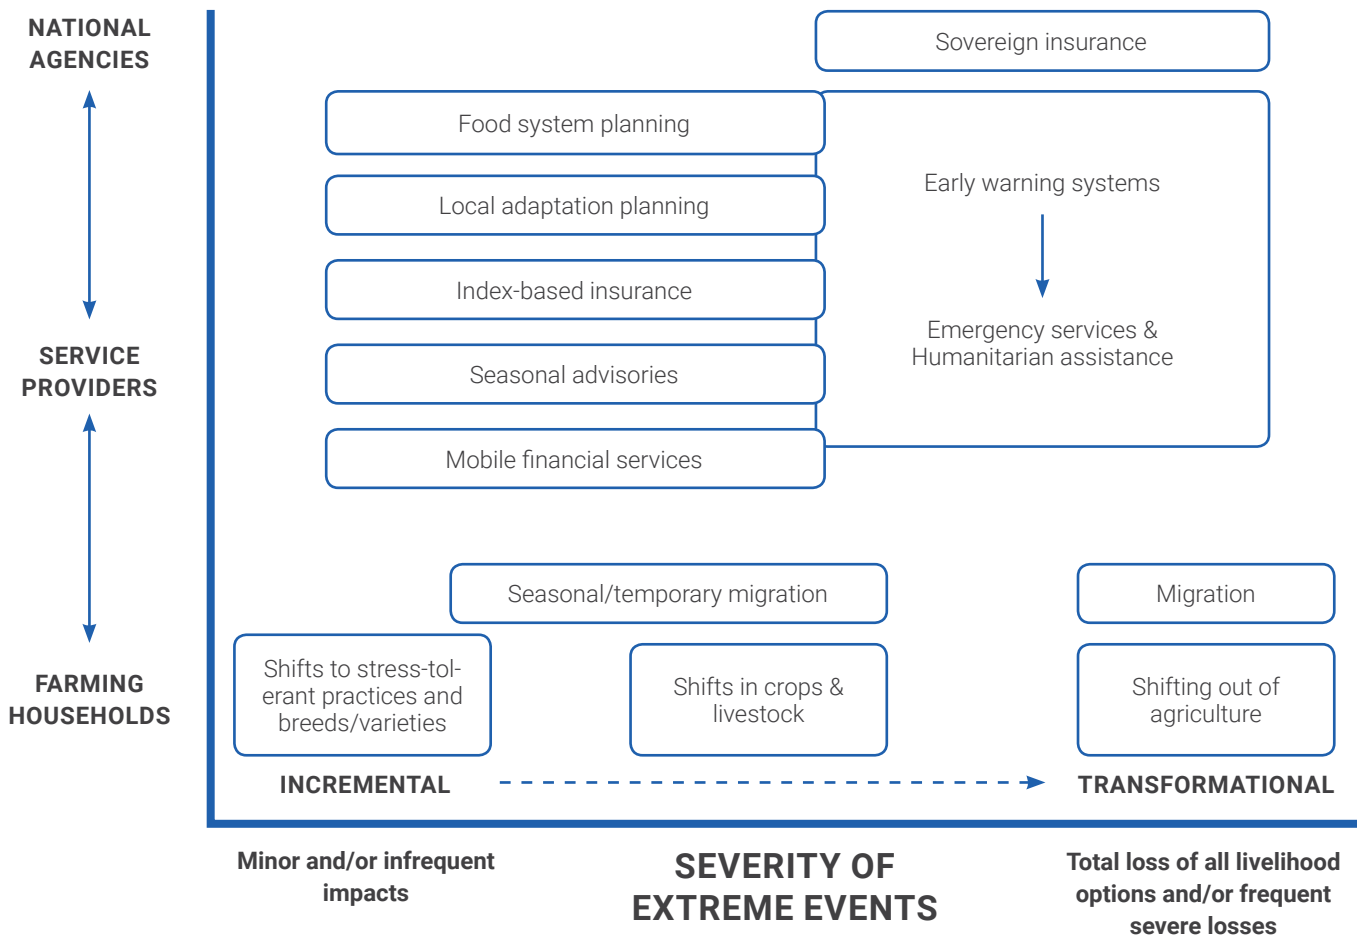 NATIONAL
AGENCIES
SERVICE
PROVIDERS
FARMING
HOUSEHOLDS
Sovereign insurance
Food system planning
Local adaptation planning
Index-based insurance
Seasonal advisories
Mobile financial services
Early warning systems
Emergency services &
Humanitarian assistance
Seasonal/temporary migration
Migration
Shifts to stress-tol-
erant practices and
breeds/varieties
Shifts in crops &
livestock
Shifting out of
agriculture
INCREMENTAL
TRANSFORMATIONAL
Minor and/or infrequent
impacts
SEVERITY OF
EXTREME EVENTS
Total loss of all livelihood
options and/or frequent
severe losses